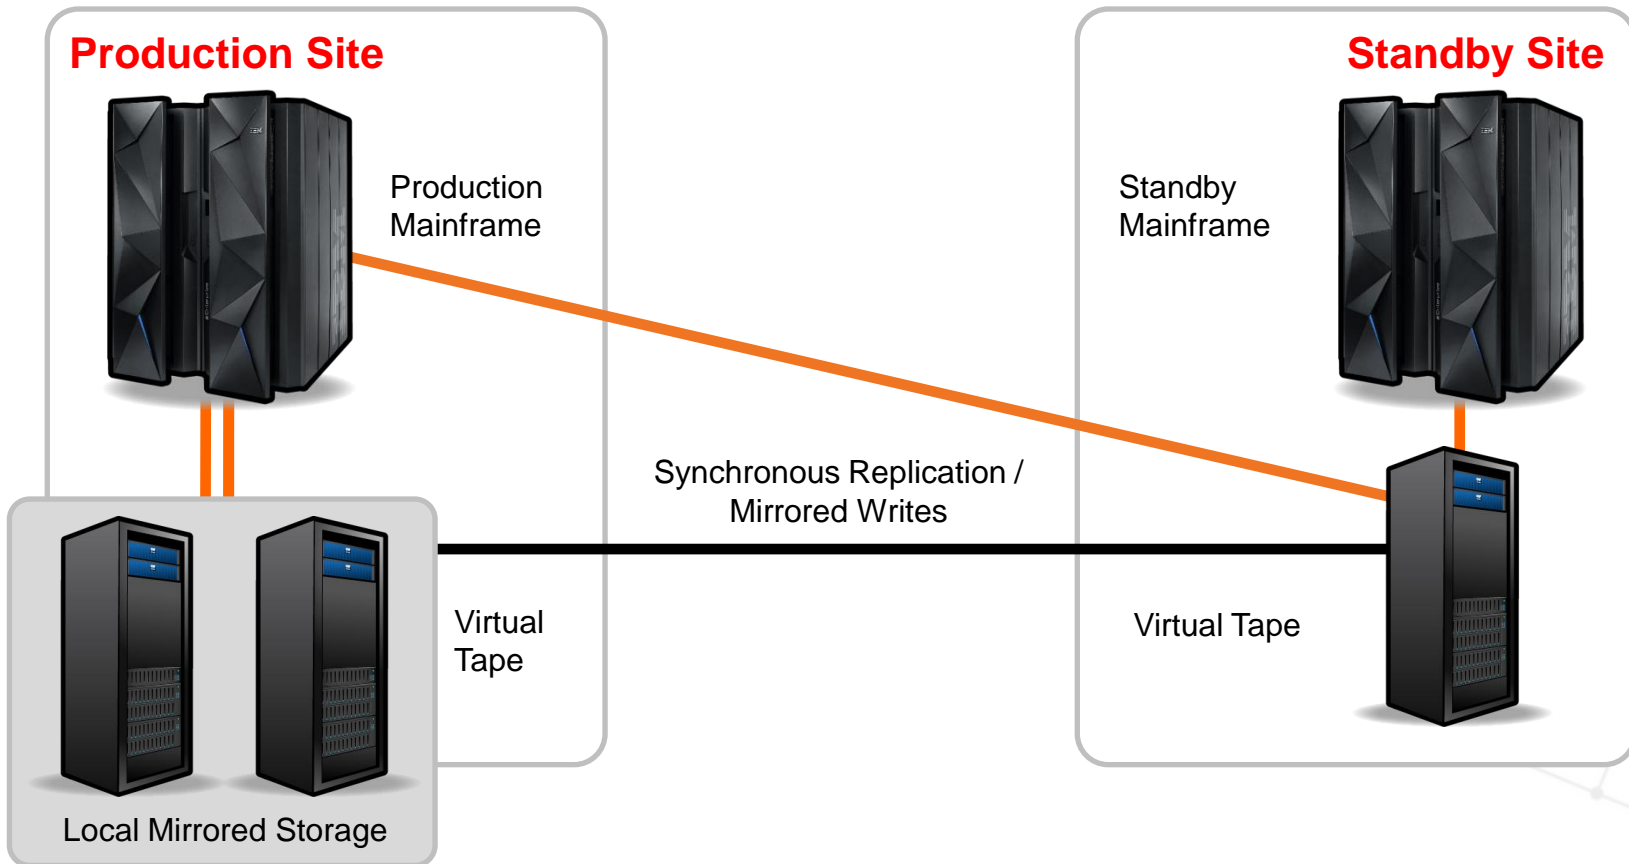 Production Site
Standby Site
Production
Mainframe
Standby
Mainframe
Synchronous Replication /
Mirrored Writes
Virtual
Tape
Virtual Tape
Local Mirrored Storage